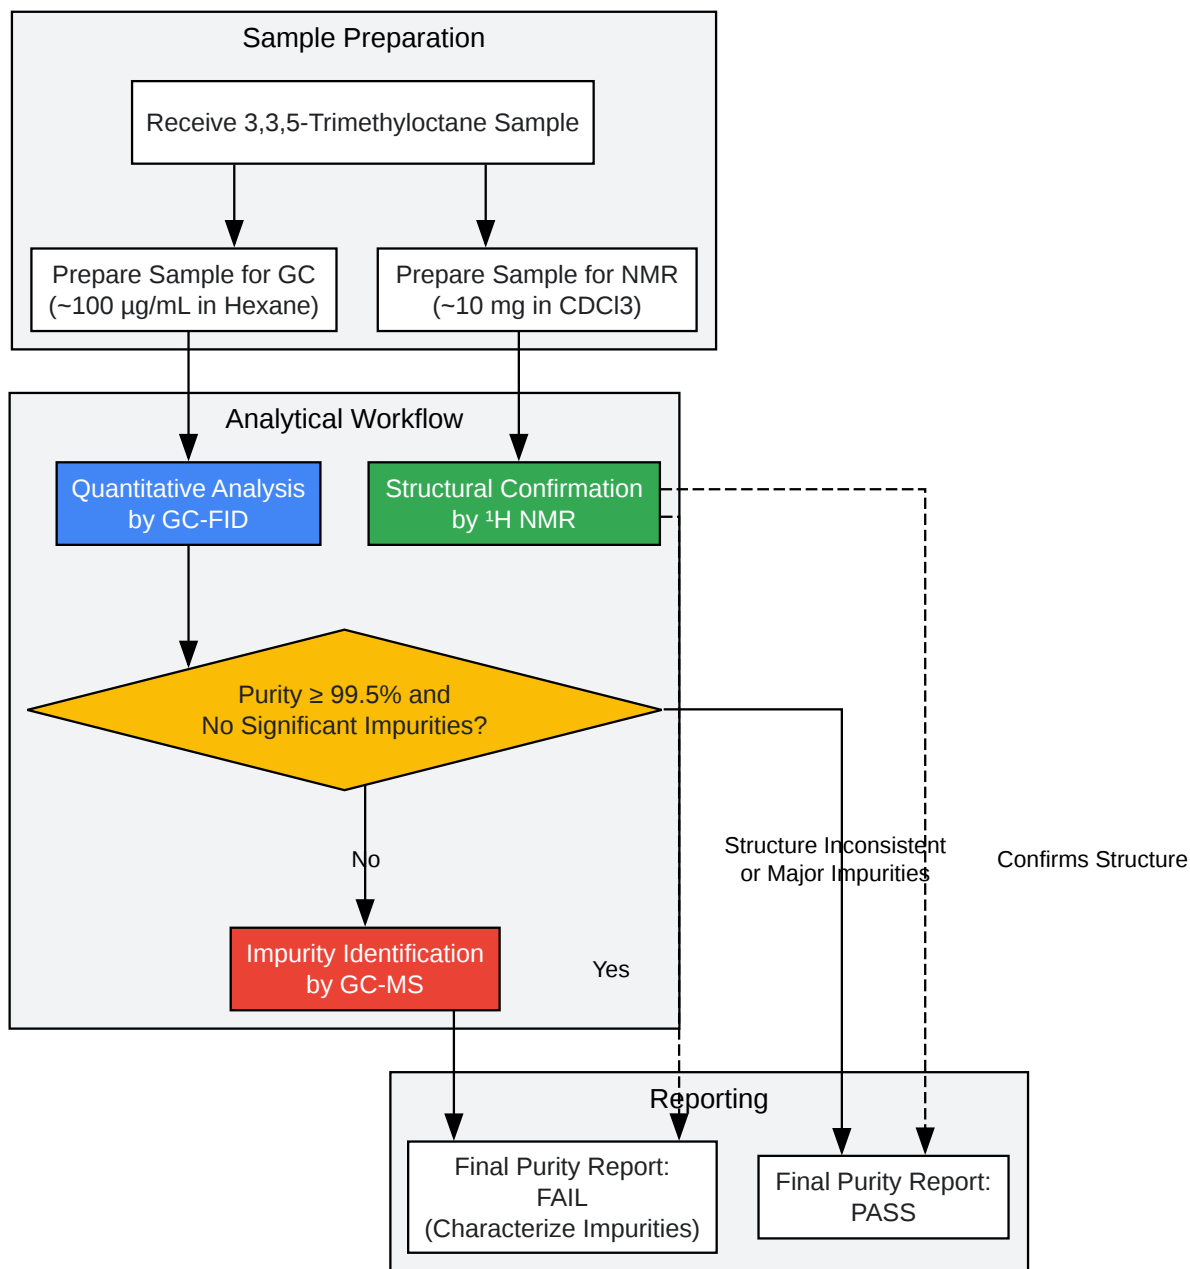 Sample Preparation
Receive 3,3,5-Trimethyloctane Sample
Prepare Sample for GC
(~100 µg/mL in Hexane)
Prepare Sample for NMR
(~10 mg in CDCl3)
Analytical Workflow
Quantitative Analysis
by GC-FID
Structural Confirmation
by ¹H NMR
Purity ≥ 99.5% and
No Significant Impurities?
No
Structure Inconsistent
or Major Impurities
Confirms Structure
Impurity Identification
by GC-MS
Yes
Reporting
Final Purity Report:
FAIL
(Characterize Impurities)
Final Purity Report:
PASS